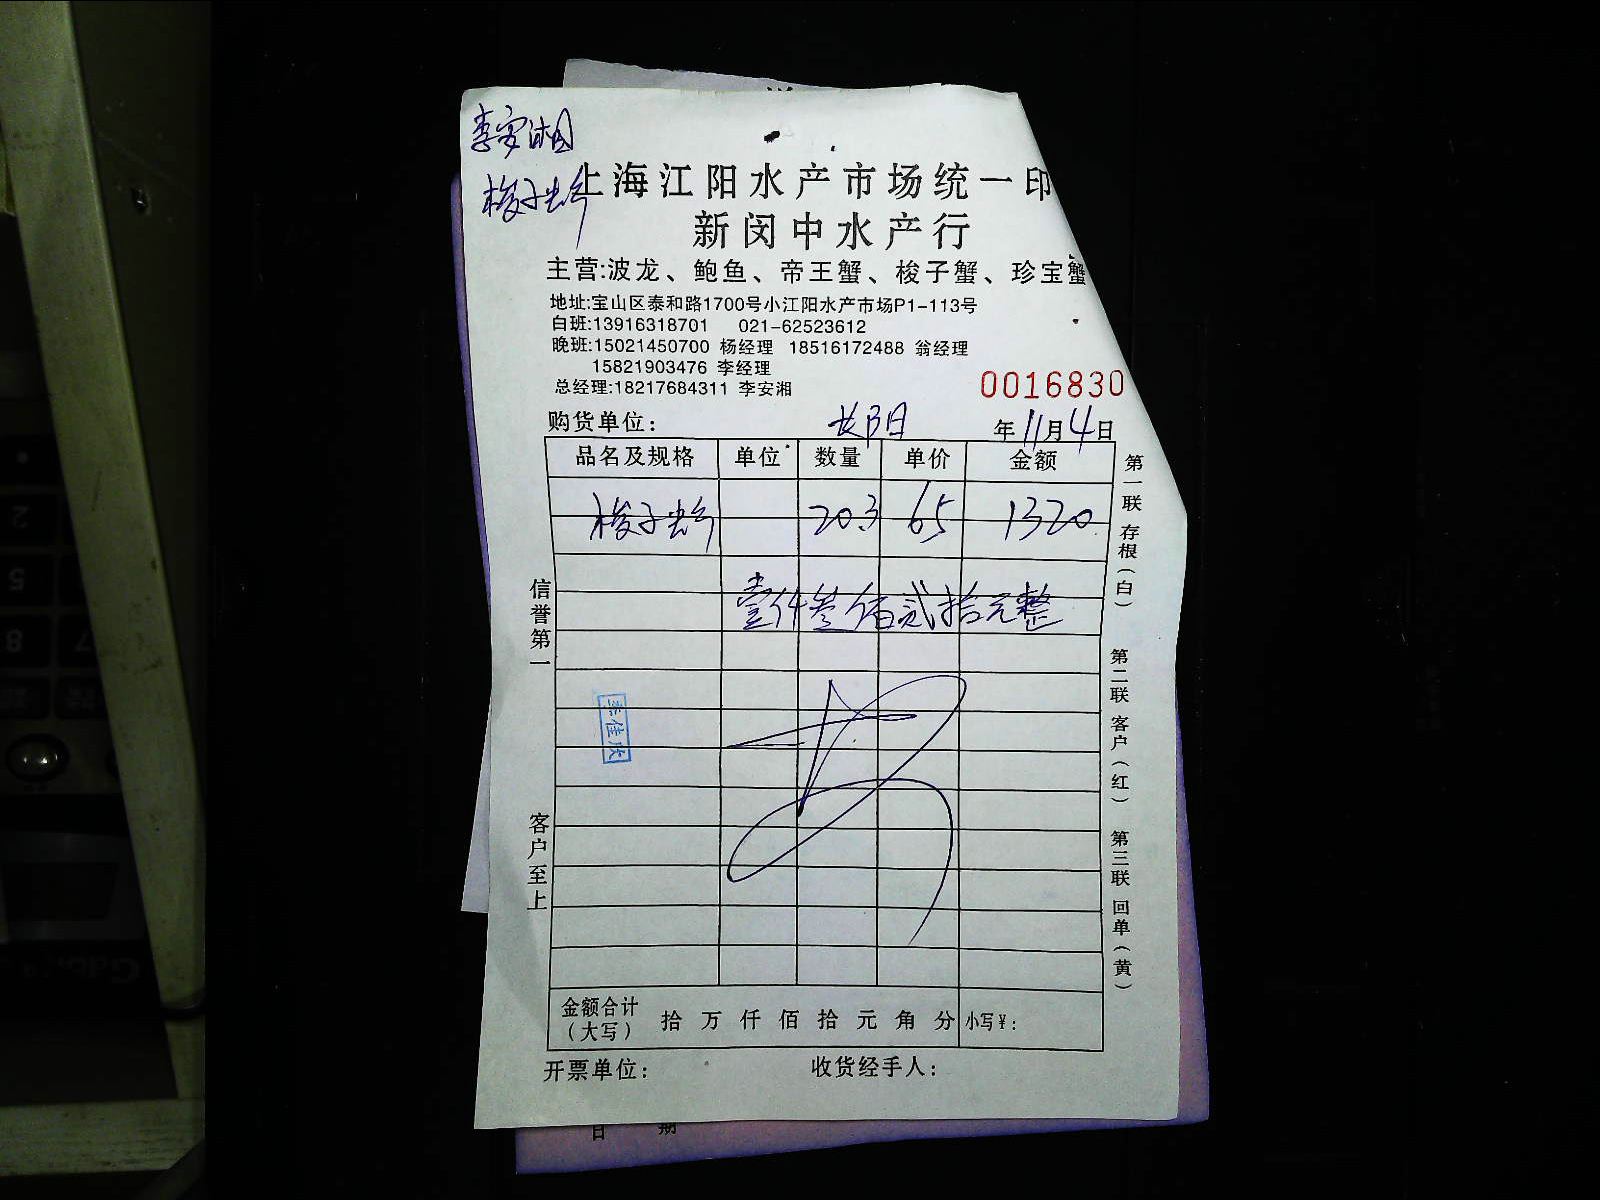 李安湘
梭子蟹
上海江阳水产市场统一印
新闵中水产行
主营:波龙、鲍鱼、帝王蟹、梭子蟹、珍宝蟹
地址:宝山区泰和路1700号小江阳水产市场P1-113号
白班:13916318701 021-62523612
晚班:15021450700 杨经理 18516172488 翁经理
15821903476 李经理
总经理:18217684311 李安湘
0016830
购货单位: 年11月4日
品名及规格 单位 数量 单价 金额
梭子蟹 20.3 65 1320
壹仟叁佰贰拾元整
李佳欣
金额合计(大写) 拾 万 仟 佰 拾 元 角 分 小写¥:
开票单位: 收货经手人:
信誉第一
客户至上
第一联 存根(白)
第二联 客户(红)
第三联 回单(黄)
日 期